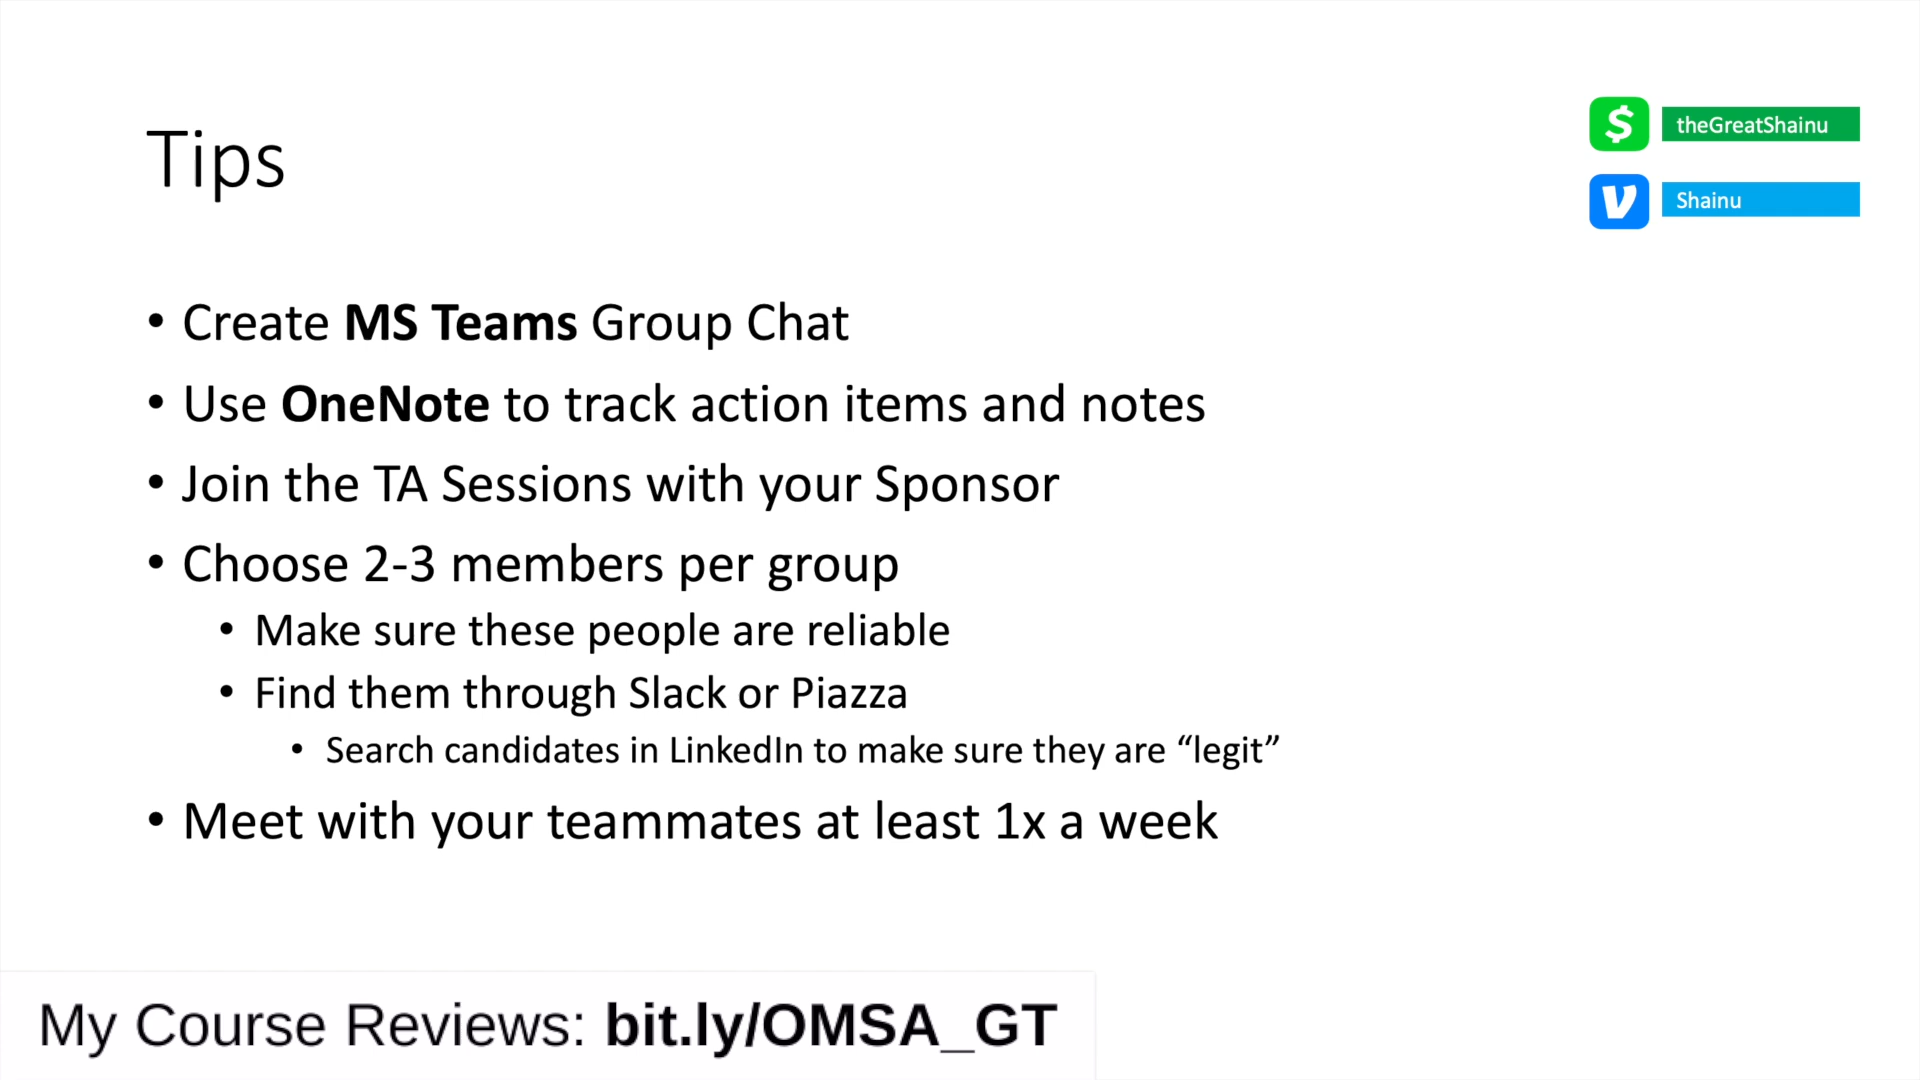 Tips
theGreatShainu
Shainu
• Create MS Teams Group Chat
• Use OneNote to track action items and notes
• Join the TA Sessions with your Sponsor
• Choose 2-3 members per group
• Make sure these people are reliable
• Find them through Slack or Piazza
• Search candidates in LinkedIn to make sure they are “legit”
• Meet with your teammates at least 1x a week
My Course Reviews: bit.ly/OMSA_GT